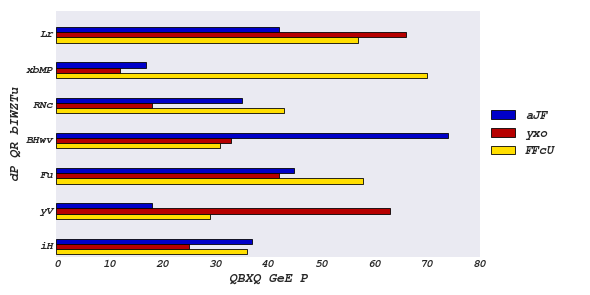 Lr
xbMP
RNc
BHwv
Fu
yV
iH
dP QR bIWZTu
0 10 20 30 40 50 60 70 80
QBXQ GeE P
aJF
yxo
FFcU